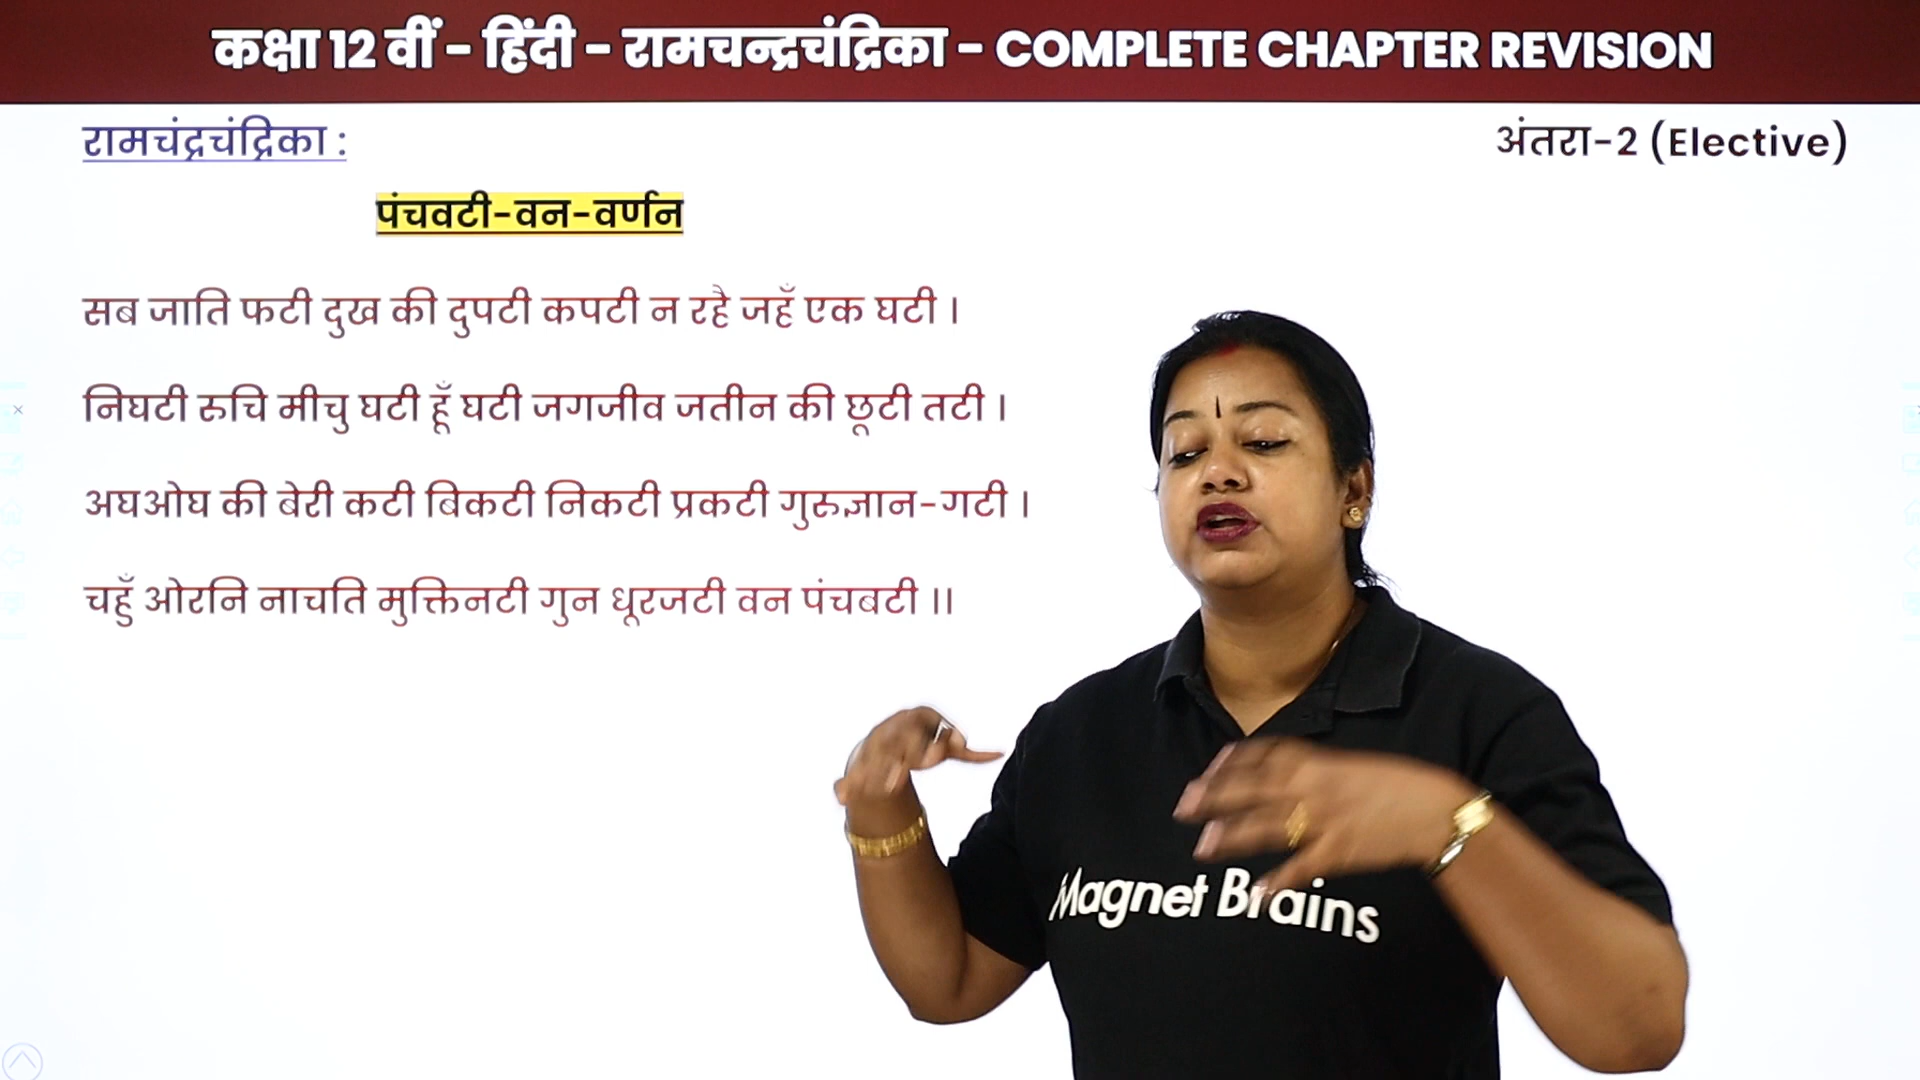 कक्षा 12 वीं - हिंदी - रामचन्द्रचंद्रिका - COMPLETE CHAPTER REVISION
रामचंद्रचंद्रिका :
अंतरा-2 (Elective)
पंचवटी-वन-वर्णन
सब जाति फटी दुख की दुपटी कपटी न रहै जहँ एक घटी ।
निघटी रुचि मीचु घटी हूँ घटी जगजीव जतीन की छूटी तटी ।
अघओघ की बेरी कटी बिकटी निकटी प्रकटी गुरुज्ञान-गटी ।
चहुँ ओरनि नाचति मुक्तिनटी गुन धूरजटी वन पंचबटी ।।
Magnet Brains